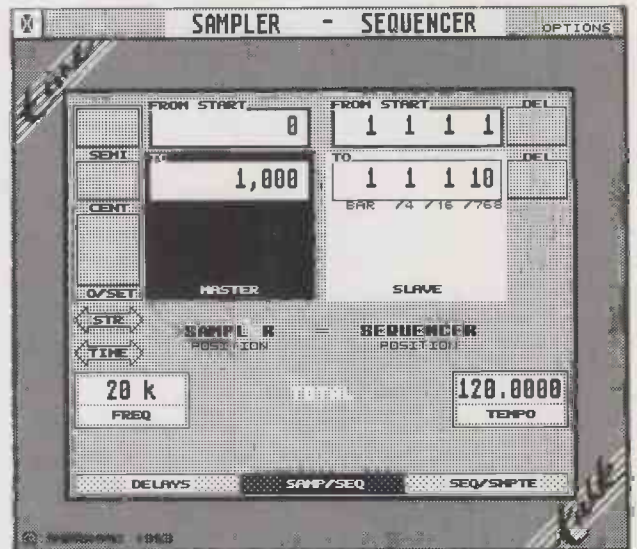 SAMPLER - SEQUENCER
OPTIONS
FROM START
0
FROM START
1 1 1 1
DEL
SEMI
TO
1,000
TO
1 1 1 10
DEL
CENT
BAR /4 /16 /768
O/SET
MASTER
SLAVE
STR
TIME
SAMPL R - SEQUENCER
POSITION
POSITION
20 k
FREQ
TOTAL
120.0000
TEMPO
DELAYS
SAMP/SEQ
SEQ/SMPTE
talk